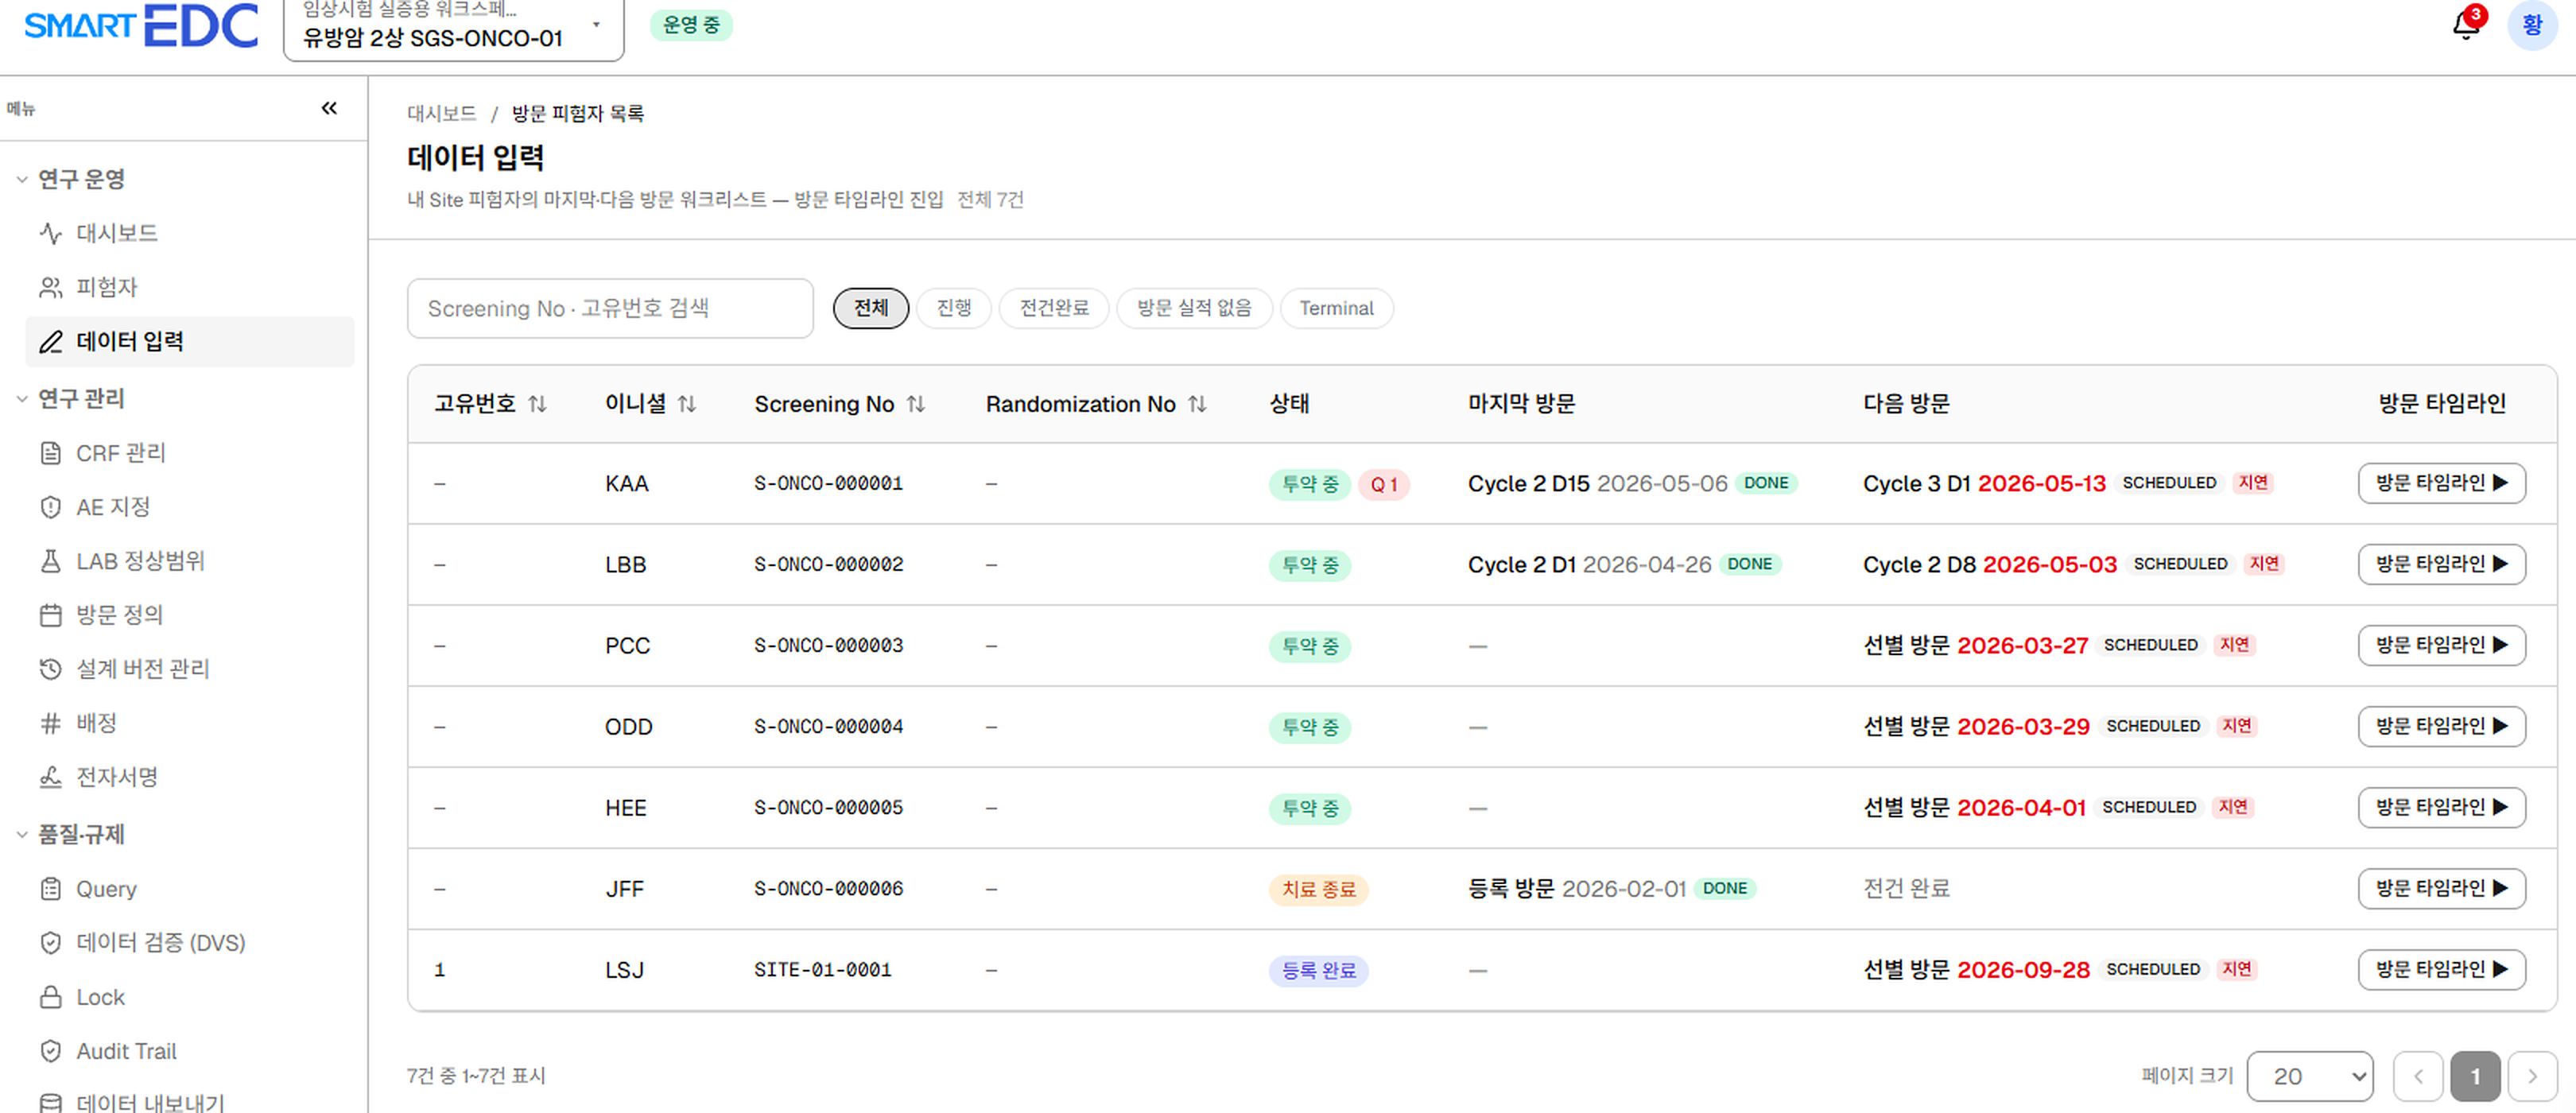 SMART EDC
임상시험 실증용 워크스페...
유방암 2상 SGS-ONCO-01
운영 중
3
황
메뉴
연구 운영
대시보드
피험자
데이터 입력
연구 관리
CRF 관리
AE 지정
LAB 정상범위
방문 정의
설계 버전 관리
배정
전자서명
품질·규제
Query
데이터 검증 (DVS)
Lock
Audit Trail
데이터 내보내기
대시보드 / 방문 피험자 목록
데이터 입력
내 Site 피험자의 마지막·다음 방문 워크리스트 — 방문 타임라인 진입 전체 7건
Screening No · 고유번호 검색 전체 진행 전건완료 방문 실적 없음 Terminal
고유번호 이니셜 Screening No Randomization No 상태 마지막 방문 다음 방문 방문 타임라인
– KAA S-ONCO-000001 – 투약 중 Q 1 Cycle 2 D15 2026-05-06 DONE Cycle 3 D1 2026-05-13 SCHEDULED 지연 방문 타임라인 ▶
– LBB S-ONCO-000002 – 투약 중 Cycle 2 D1 2026-04-26 DONE Cycle 2 D8 2026-05-03 SCHEDULED 지연 방문 타임라인 ▶
– PCC S-ONCO-000003 – 투약 중 — 선별 방문 2026-03-27 SCHEDULED 지연 방문 타임라인 ▶
– ODD S-ONCO-000004 – 투약 중 — 선별 방문 2026-03-29 SCHEDULED 지연 방문 타임라인 ▶
– HEE S-ONCO-000005 – 투약 중 — 선별 방문 2026-04-01 SCHEDULED 지연 방문 타임라인 ▶
– JFF S-ONCO-000006 – 치료 종료 등록 방문 2026-02-01 DONE 전건 완료 방문 타임라인 ▶
1 LSJ SITE-01-0001 – 등록 완료 — 선별 방문 2026-09-28 SCHEDULED 지연 방문 타임라인 ▶
7건 중 1~7건 표시 페이지 크기 20 1